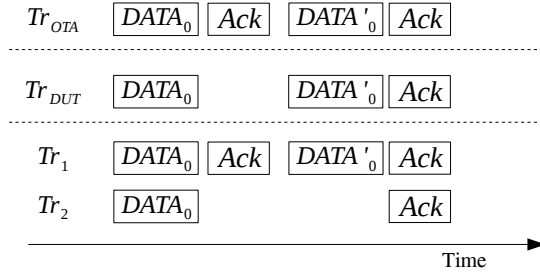 Tr_OTA DATA_0 Ack DATA'_0 Ack
Tr_DUT DATA_0 DATA'_0 Ack
Tr_1 DATA_0 Ack DATA'_0 Ack
Tr_2 DATA_0 Ack
Time